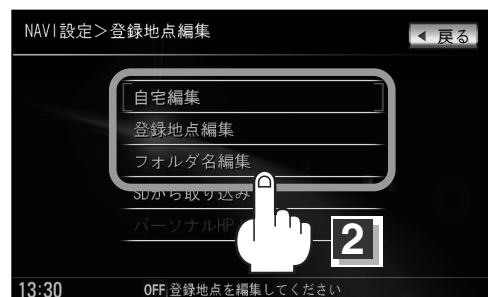 NAVI設定＞登録地点編集
戻る
自宅編集
登録地点編集
フォルダ名編集
SDから取り込み
パーソナルHP
2
13:30 OFF 登録地点を編集してください